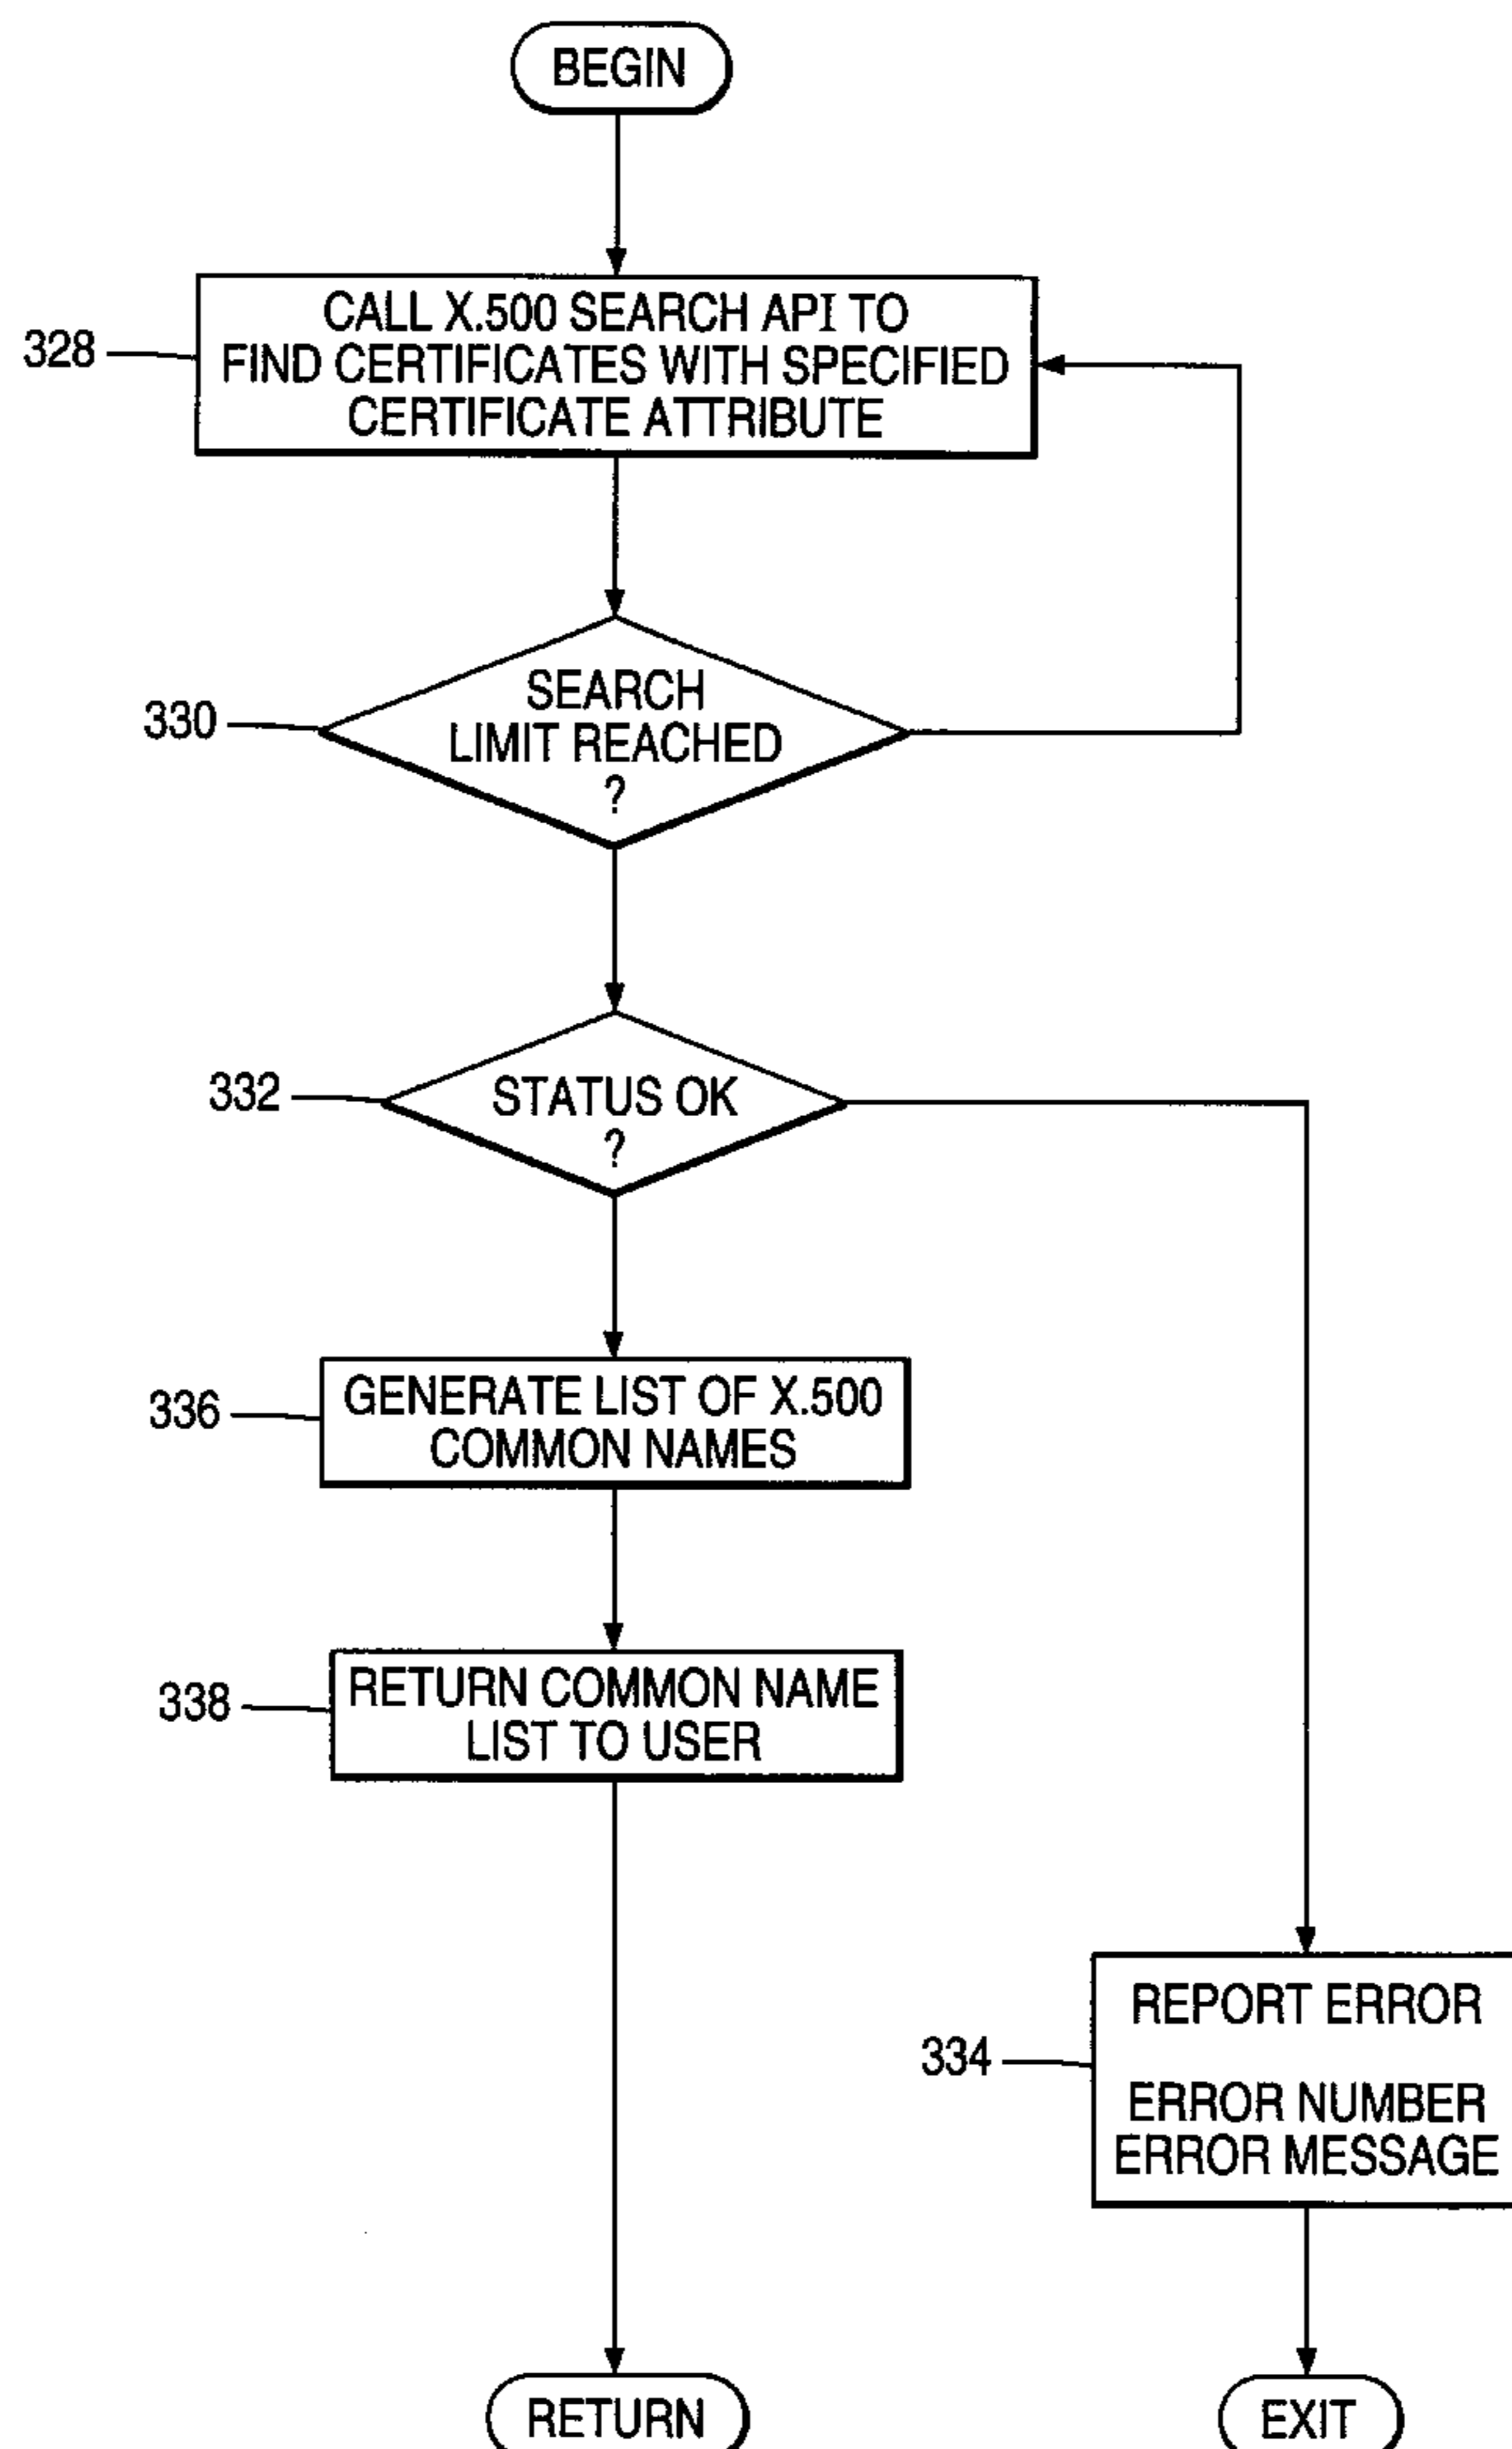 BEGIN
328
CALL X.500 SEARCH API TO
FIND CERTIFICATES WITH SPECIFIED
CERTIFICATE ATTRIBUTE
330
SEARCH
LIMIT REACHED
?
332
STATUS OK
?
336
GENERATE LIST OF X.500
COMMON NAMES
338
RETURN COMMON NAME
LIST TO USER
334
REPORT ERROR
ERROR NUMBER
ERROR MESSAGE
RETURN
EXIT